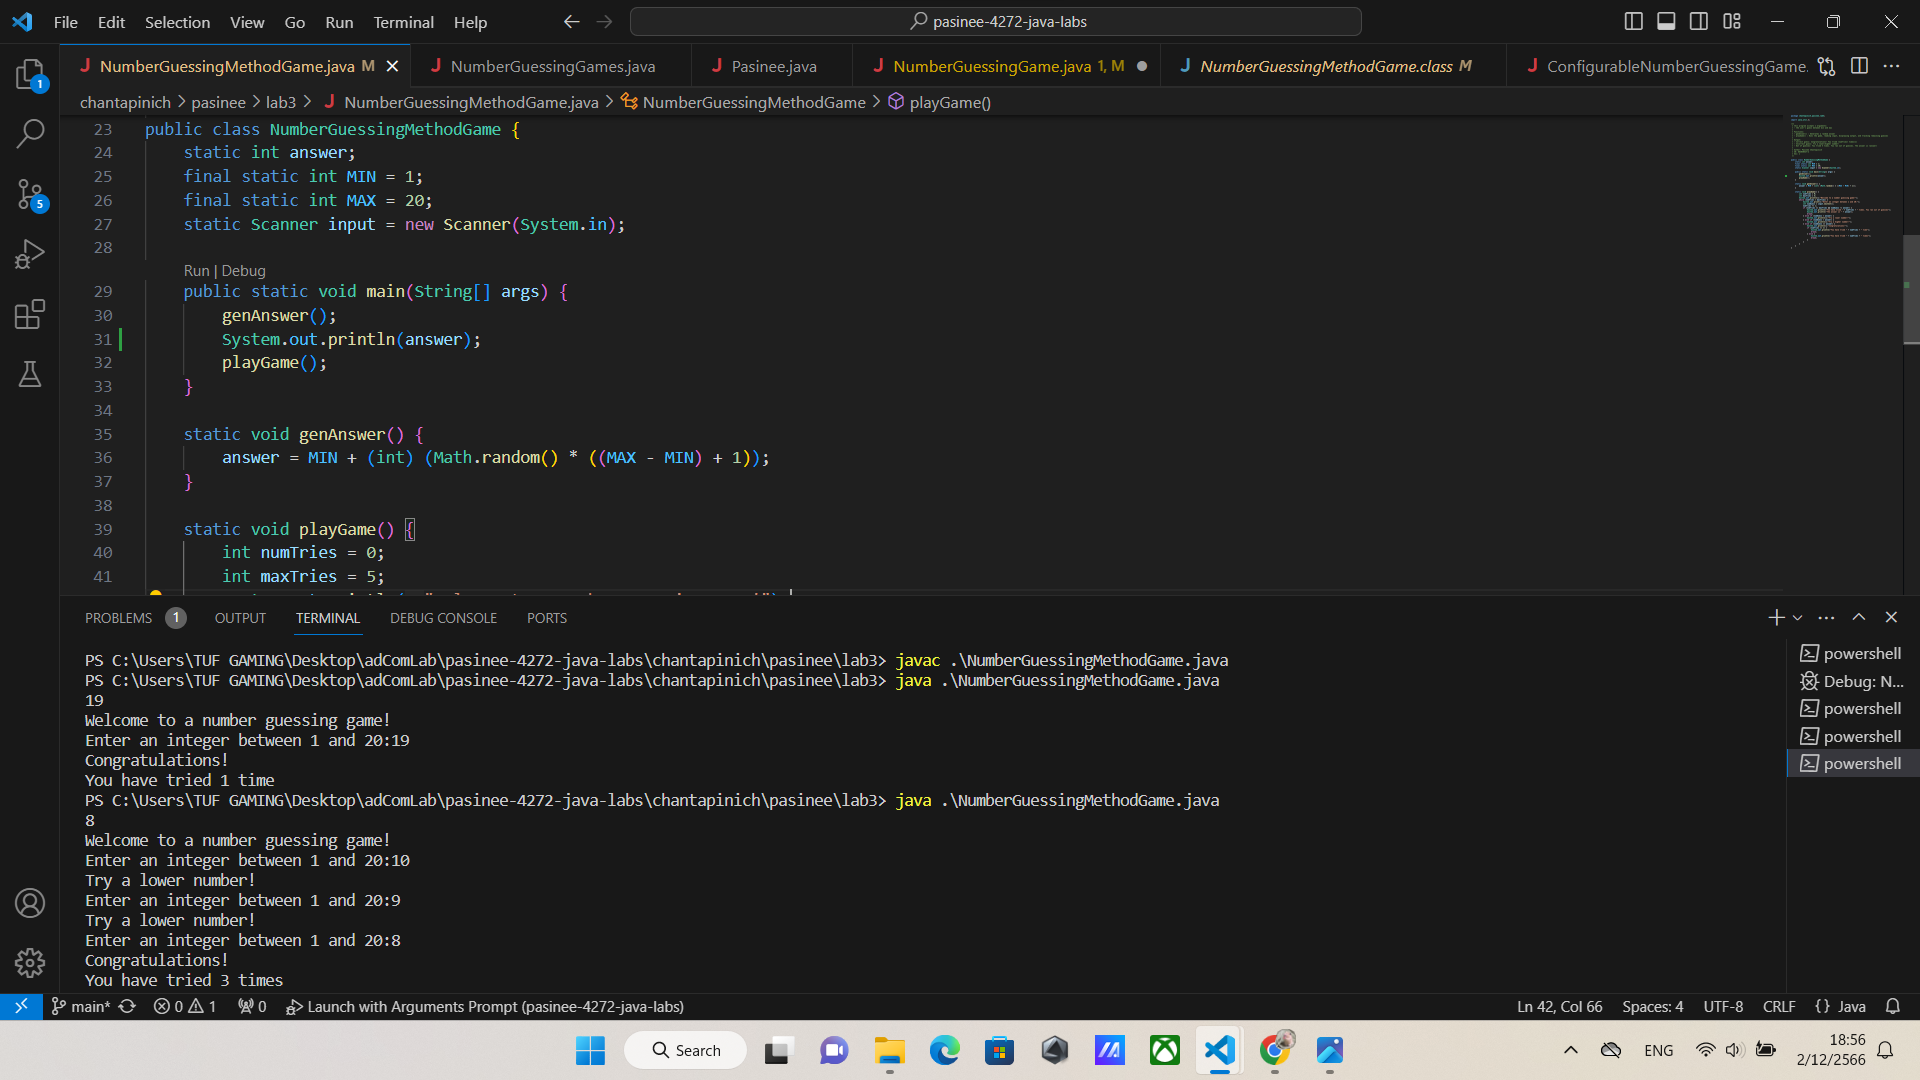 File Edit Selection View Go Run Terminal Help
pasinee-4272-java-labs
NumberGuessingMethodGame.java M
NumberGuessingGames.java
Pasinee.java
NumberGuessingGame.java 1, M
NumberGuessingMethodGame.class M
ConfigurableNumberGuessingGame.
chantapinich > pasinee > lab3 > NumberGuessingMethodGame.java > NumberGuessingMethodGame > playGame()
23 public class NumberGuessingMethodGame {
24 static int answer;
25 final static int MIN = 1;
26 final static int MAX = 20;
27 static Scanner input = new Scanner(System.in);
28
Run | Debug
29 public static void main(String[] args) {
30 genAnswer();
31 System.out.println(answer);
32 playGame();
33 }
34
35 static void genAnswer() {
36 answer = MIN + (int) (Math.random() * ((MAX - MIN) + 1));
37 }
38
39 static void playGame() {
40 int numTries = 0;
41 int maxTries = 5;
PROBLEMS 1 OUTPUT TERMINAL DEBUG CONSOLE PORTS
PS C:\Users\TUF GAMING\Desktop\adComLab\pasinee-4272-java-labs\chantapinich\pasinee\lab3> javac .\NumberGuessingMethodGame.java
PS C:\Users\TUF GAMING\Desktop\adComLab\pasinee-4272-java-labs\chantapinich\pasinee\lab3> java .\NumberGuessingMethodGame.java
19
Welcome to a number guessing game!
Enter an integer between 1 and 20:19
Congratulations!
You have tried 1 time
PS C:\Users\TUF GAMING\Desktop\adComLab\pasinee-4272-java-labs\chantapinich\pasinee\lab3> java .\NumberGuessingMethodGame.java
8
Welcome to a number guessing game!
Enter an integer between 1 and 20:10
Try a lower number!
Enter an integer between 1 and 20:9
Try a lower number!
Enter an integer between 1 and 20:8
Congratulations!
You have tried 3 times
powershell
Debug: N...
powershell
powershell
powershell
1
5
main* 0 1 0 Launch with Arguments Prompt (pasinee-4272-java-labs) Ln 42, Col 66 Spaces: 4 UTF-8 CRLF {} Java
Search
ENG
18:56
2/12/2566